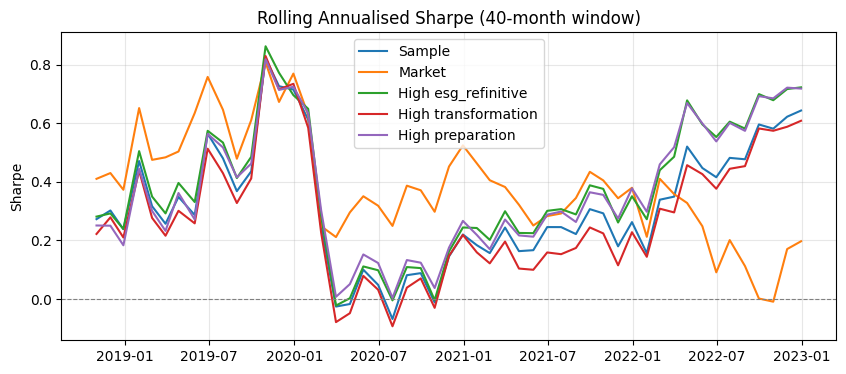 Rolling Annualised Sharpe (40-month window)
Sharpe
0.8
0.6
0.4
0.2
0.0
Sample
Market
High esg_refinitive
High transformation
High preparation
2019-01
2019-07
2020-01
2020-07
2021-01
2021-07
2022-01
2022-07
2023-01